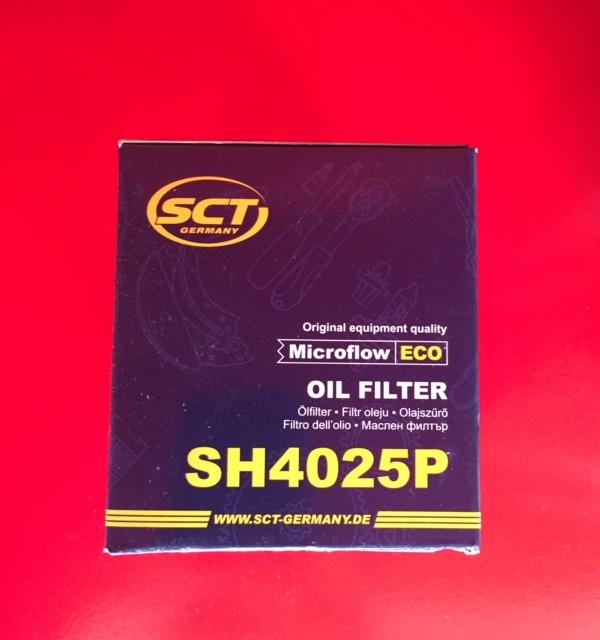 SCT
GERMANY
Original equipment quality
Microflow ECO
OIL FILTER
Ölfilter • Filtr oleju • Olajszűrő
Filtro dell'olio • Маслен филтър
SH4025P
WWW.SCT-GERMANY.DE